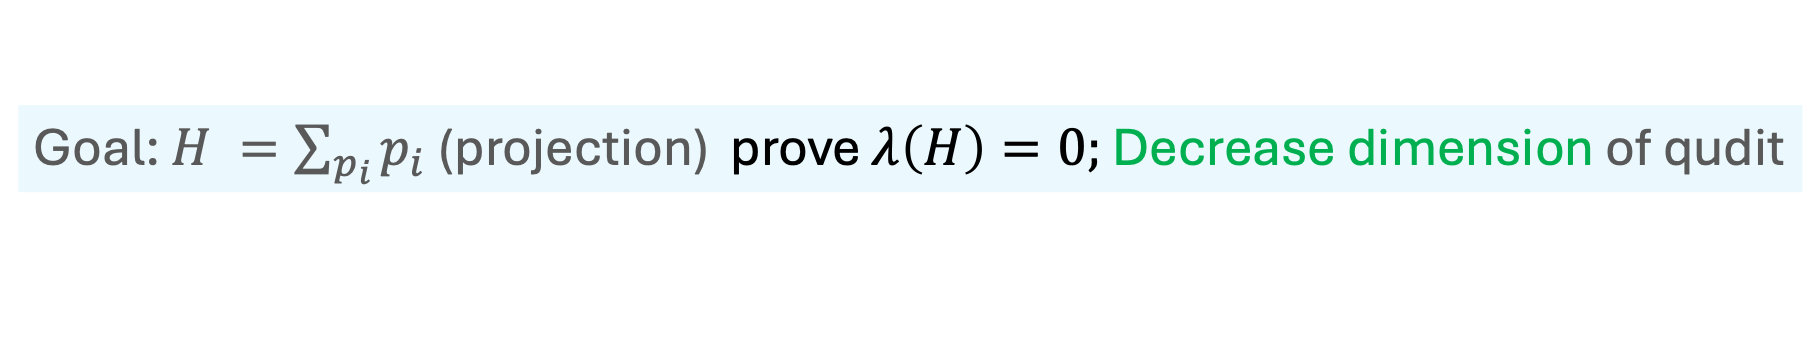 Goal: H = ∑_{p_i} p_i (projection) prove λ(H) = 0; Decrease dimension of qudit